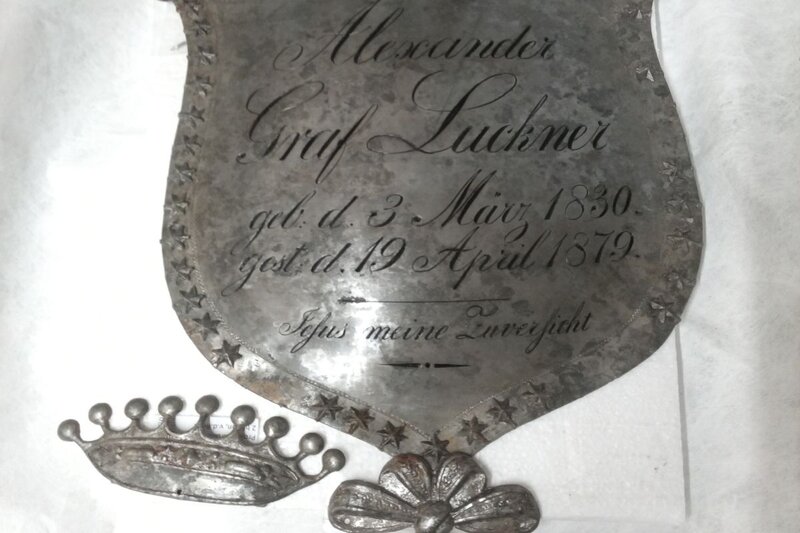 Alexander
Graf Luckner
geb: d. 3. März 1830.
gest: d. 19 April 1879.
Jesus meine Zuversicht